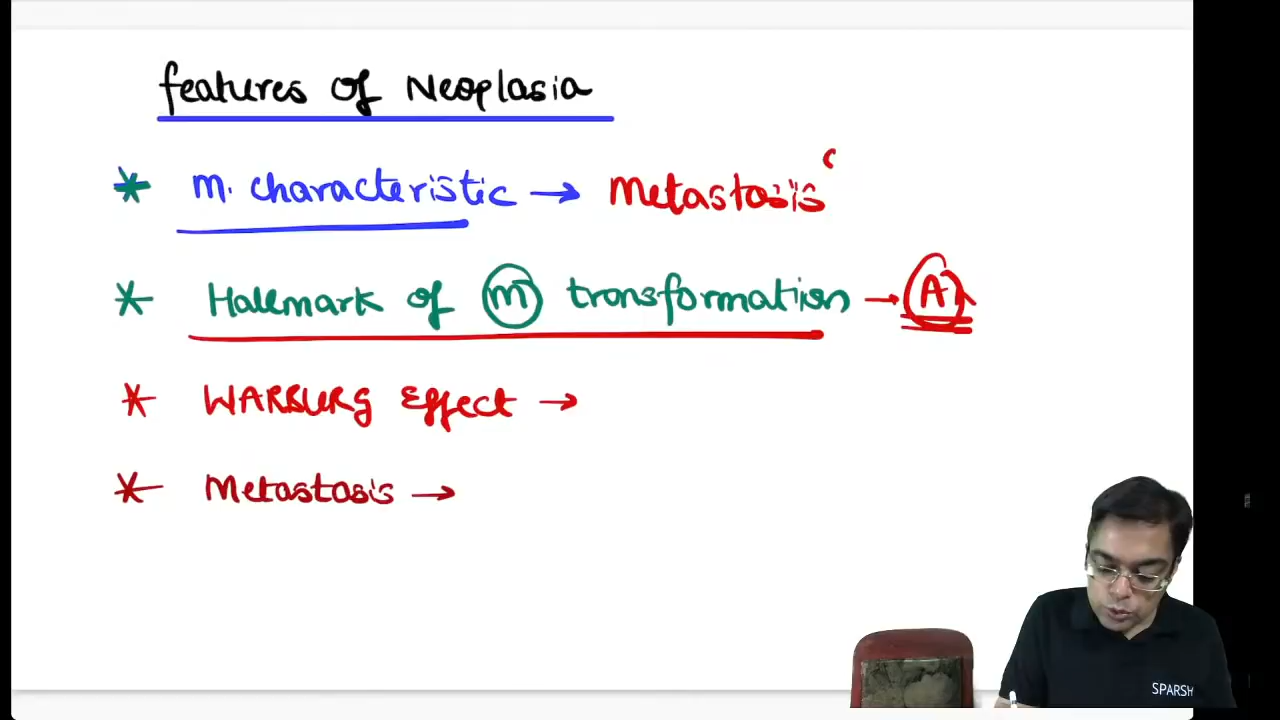 features of Neoplasia
* M. characteristic → Metastasis
* Hallmark of M transformation → A
* WARBURG Effect →
* Metastasis →
SPARSH